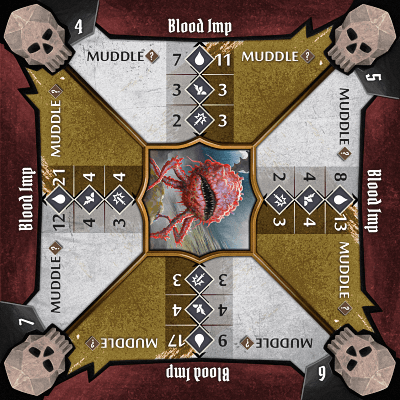 4
Blood Imp
MUDDLE ? MUDDLE ?
7 11
3 3
2 3
5
Blood Imp
MUDDLE ? MUDDLE ?
8 13
4 4
2 3
6
Blood Imp
MUDDLE ? MUDDLE ?
9 17
4 4
3 3
7
Blood Imp
MUDDLE ? MUDDLE ?
12 21
4 4
3 4